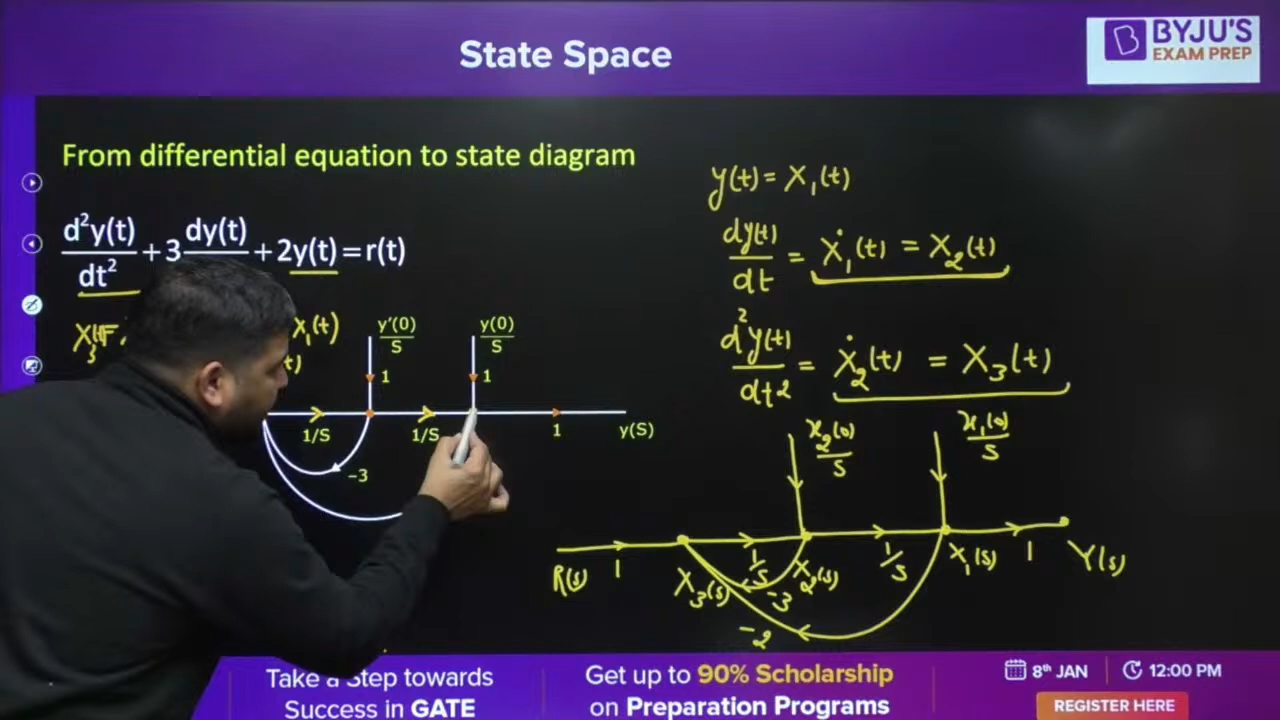 State Space
BYJU'S
EXAM PREP
From differential equation to state diagram
d²y(t)/dt² + 3 dy(t) + 2y(t) = r(t)
x₁(t)
y'(0)/S
y(0)/S
1
1
1/S
1/S
1
y(S)
-3
y(t) = x₁(t)
dy(t)/dt = ẋ₁(t) = x₂(t)
d²y(t)/dt² = ẋ₂(t) = x₃(t)
x₂(0)/S
x₁(0)/S
R(s)
1
X₃(s)
1/S
X₂(s)
1/S
X₁(s)
1
Y(s)
-3
-2
Take a Step towards
Success in GATE
Get up to 90% Scholarship
on Preparation Programs
8th JAN
12:00 PM
REGISTER HERE